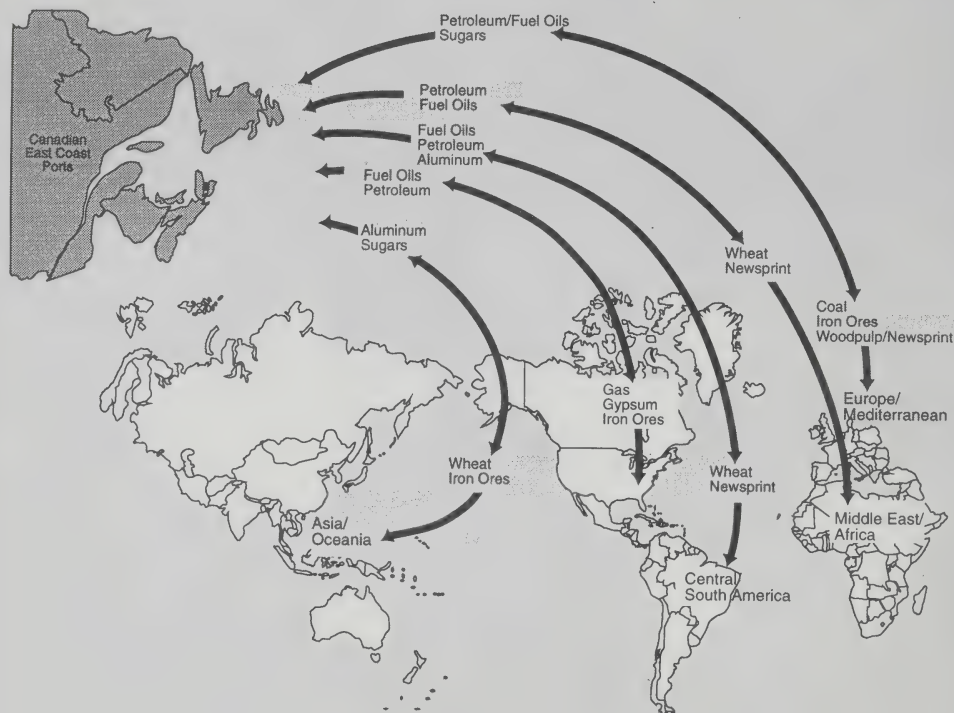 Petroleum/Fuel Oils
Sugars
Petroleum
Fuel Oils
Canadian
East Coast
Ports
Fuel Oils
Petroleum
Aluminum
Fuel Oils
Petroleum
Aluminum
Sugars
Wheat
Newsprint
Coal
Iron Ores
Woodpulp/Newsprint
Gas
Gypsum
Iron Ores
Europe/
Mediterranean
Wheat
Iron Ores
Wheat
Newsprint
Asia/
Oceania
Middle East/
Africa
Central
South America